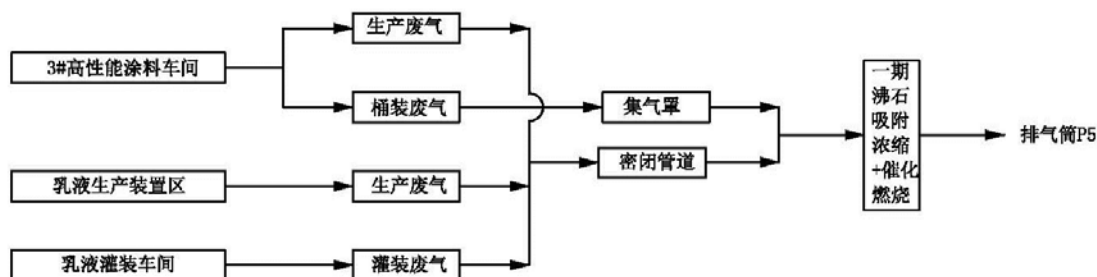 生产废气
3#高性能涂料车间
桶装废气
集气罩
密闭管道
乳液生产装置区
生产废气
乳液灌装车间
灌装废气
一期
沸石
吸附
浓缩
+催化
燃烧
排气筒P5